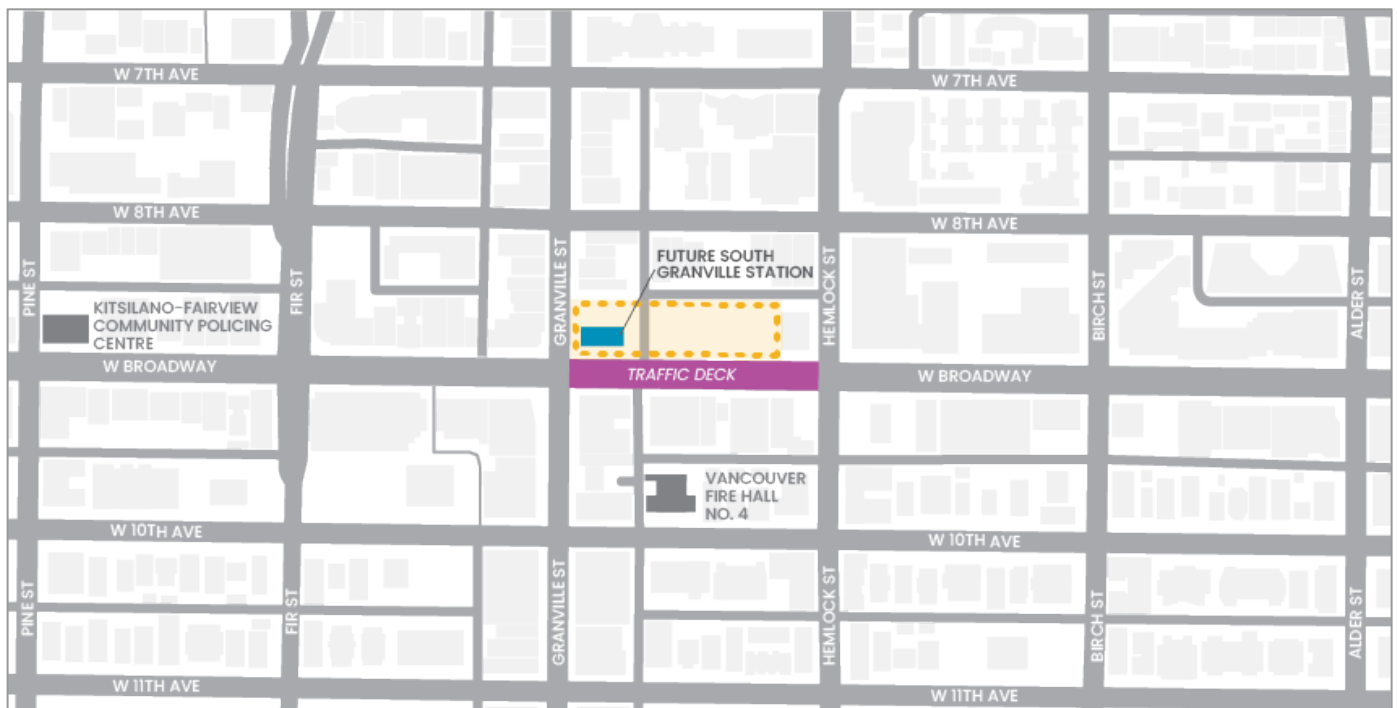 W 7TH AVE
W 7TH AVE
W 8TH AVE
W 8TH AVE
PINE ST
FIR ST
GRANVILLE ST
HEMLOCK ST
BIRCH ST
ALDER ST
FUTURE SOUTH
GRANVILLE STATION
KITSILANO-FAIRVIEW
COMMUNITY POLICING
CENTRE
W BROADWAY
TRAFFIC DECK
W BROADWAY
VANCOUVER
FIRE HALL
NO. 4
W 10TH AVE
W 10TH AVE
PINE ST
FIR ST
GRANVILLE ST
HEMLOCK ST
BIRCH ST
ALDER ST
W 11TH AVE
W 11TH AVE